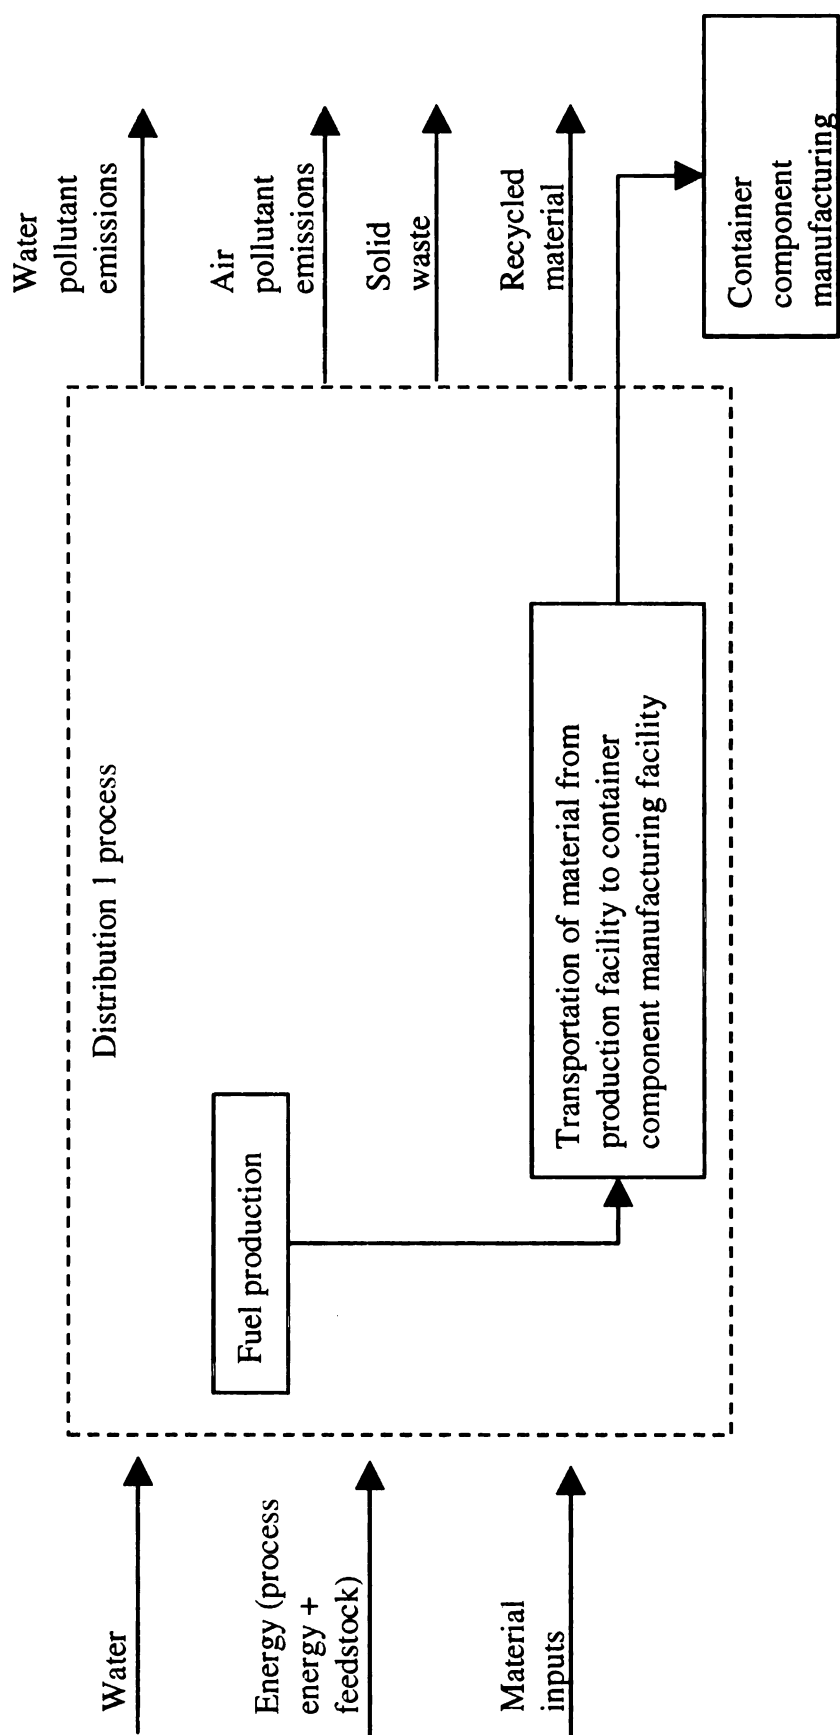 Water
Energy (process
energy +
feedstock)
Material
inputs
Distribution 1 process
Fuel production
Transportation of material from
production facility to container
component manufacturing facility
Water
pollutant
emissions
Air
pollutant
emissions
Solid
waste
Recycled
material
Container
component
manufacturing